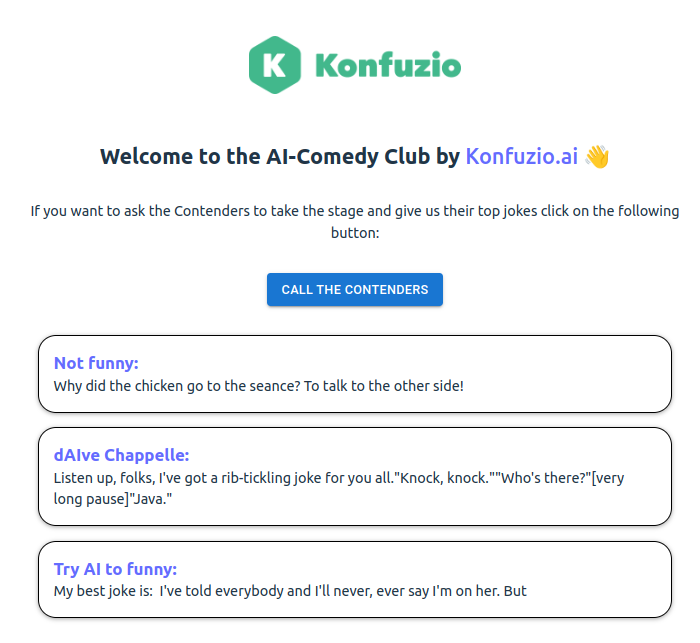 K Konfuzio
Welcome to the AI-Comedy Club by Konfuzio.ai 👋
If you want to ask the Contenders to take the stage and give us their top jokes click on the following
button:
CALL THE CONTENDERS
Not funny:
Why did the chicken go to the seance? To talk to the other side!
dAIve Chappelle:
Listen up, folks, I've got a rib-tickling joke for you all."Knock, knock.""Who's there?"[very
long pause]"Java."
Try AI to funny:
My best joke is:  I've told everybody and I'll never, ever say I'm on her. But